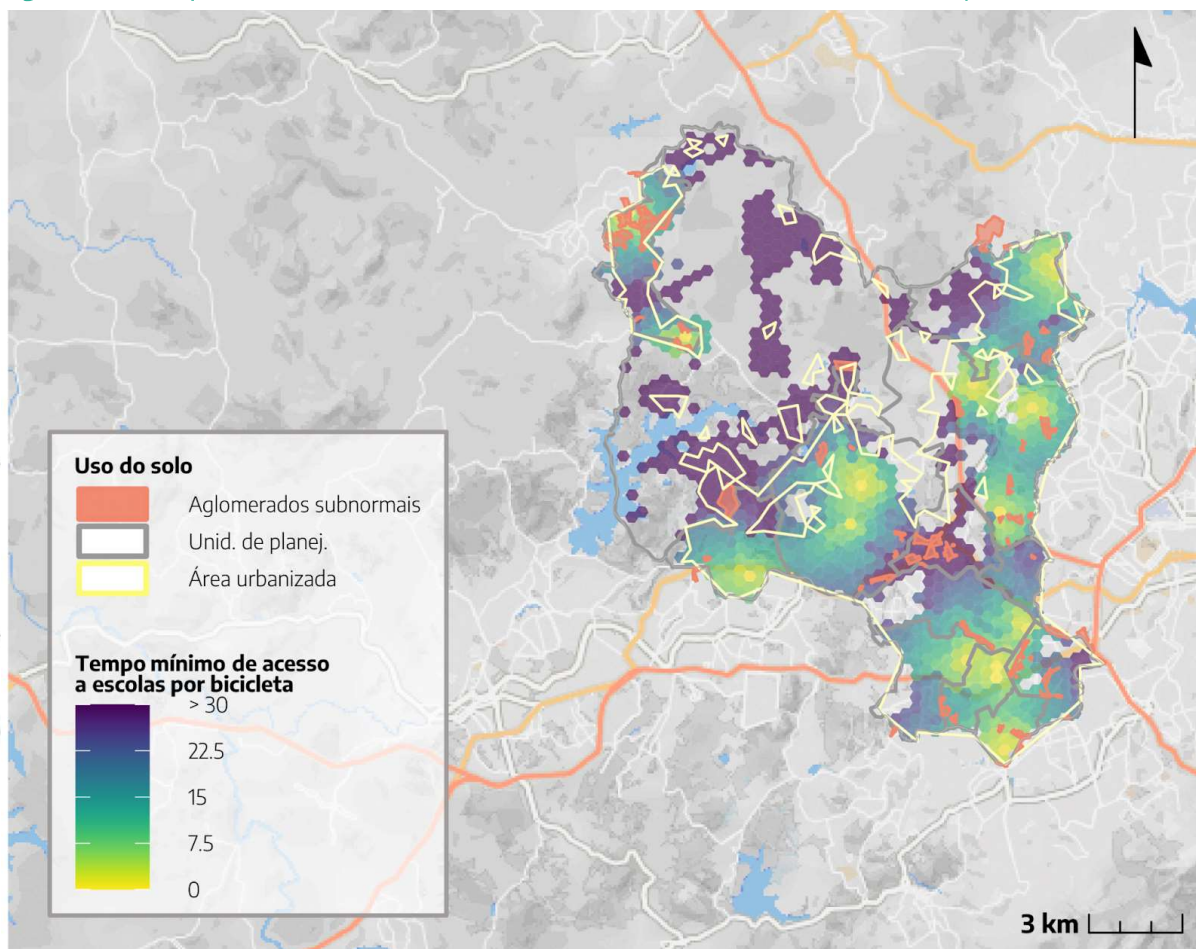 Uso do solo
Aglomerados subnormais
Unid. de planej.
Área urbanizada
Tempo mínimo de acesso
a escolas por bicicleta
> 30
22.5
15
7.5
0
3 km